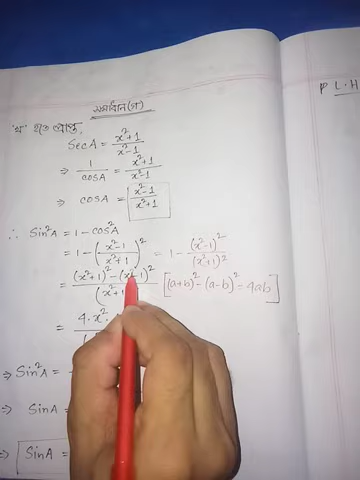 সমাধান (গ)
"খ" হতে প্রাপ্ত,
P L.H
SecA = x²+1 / x²-1
⇒ 1 / cosA = x²+1 / x²-1
⇒ cosA = x²-1 / x²+1
∴ Sin²A = 1 - cos²A
= 1 - (x²-1 / x²+1)² = 1 - (x²-1)² / (x²+1)²
= (x²+1)² - (x²-1)² / (x²+1 [(a+b)² - (a-b)² = 4ab]
= 4.x².
⇒ Sin²A =
⇒ SinA =
⇒ SinA =